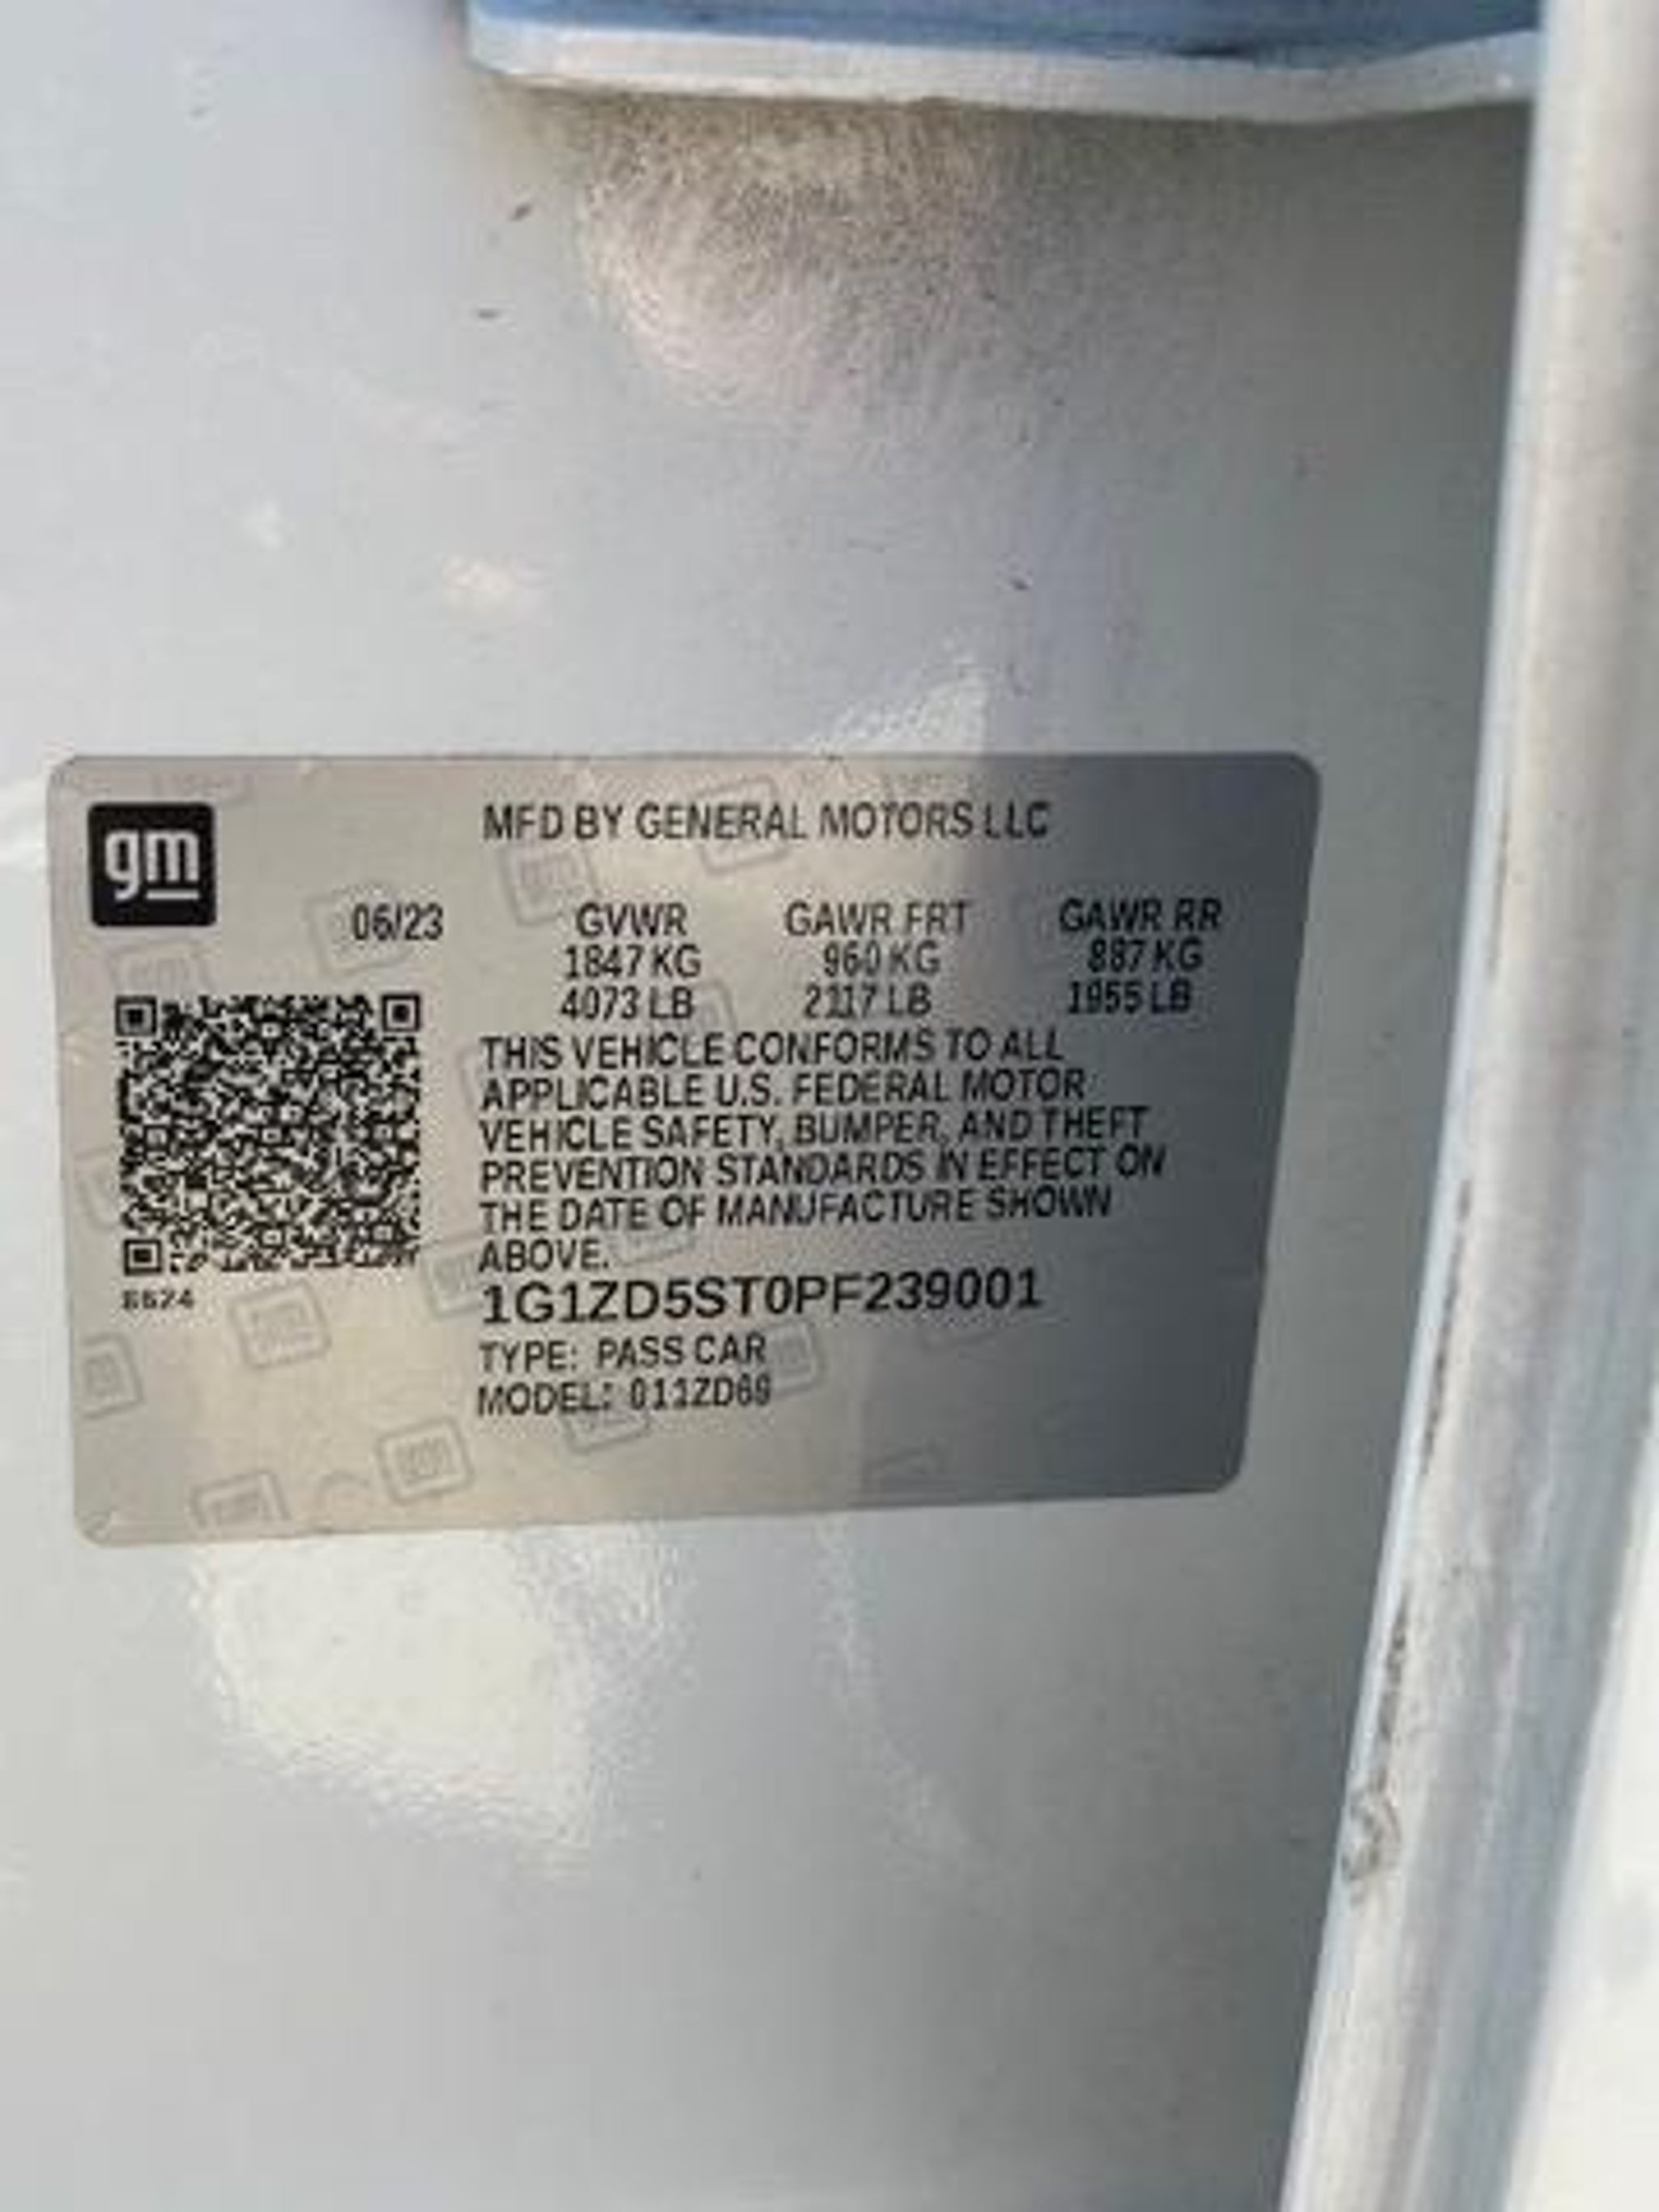 gm
MFD BY GENERAL MOTORS LLC
06/23 GVWR GAWR FRT GAWR RR
1847 KG 960 KG 887 KG
4073 LB 2117 LB 1955 LB
THIS VEHICLE CONFORMS TO ALL
APPLICABLE U.S. FEDERAL MOTOR
VEHICLE SAFETY, BUMPER, AND THEFT
PREVENTION STANDARDS IN EFFECT ON
THE DATE OF MANUFACTURE SHOWN
ABOVE.
1G1ZD5ST0PF239001
TYPE: PASS CAR
MODEL: 011ZD69